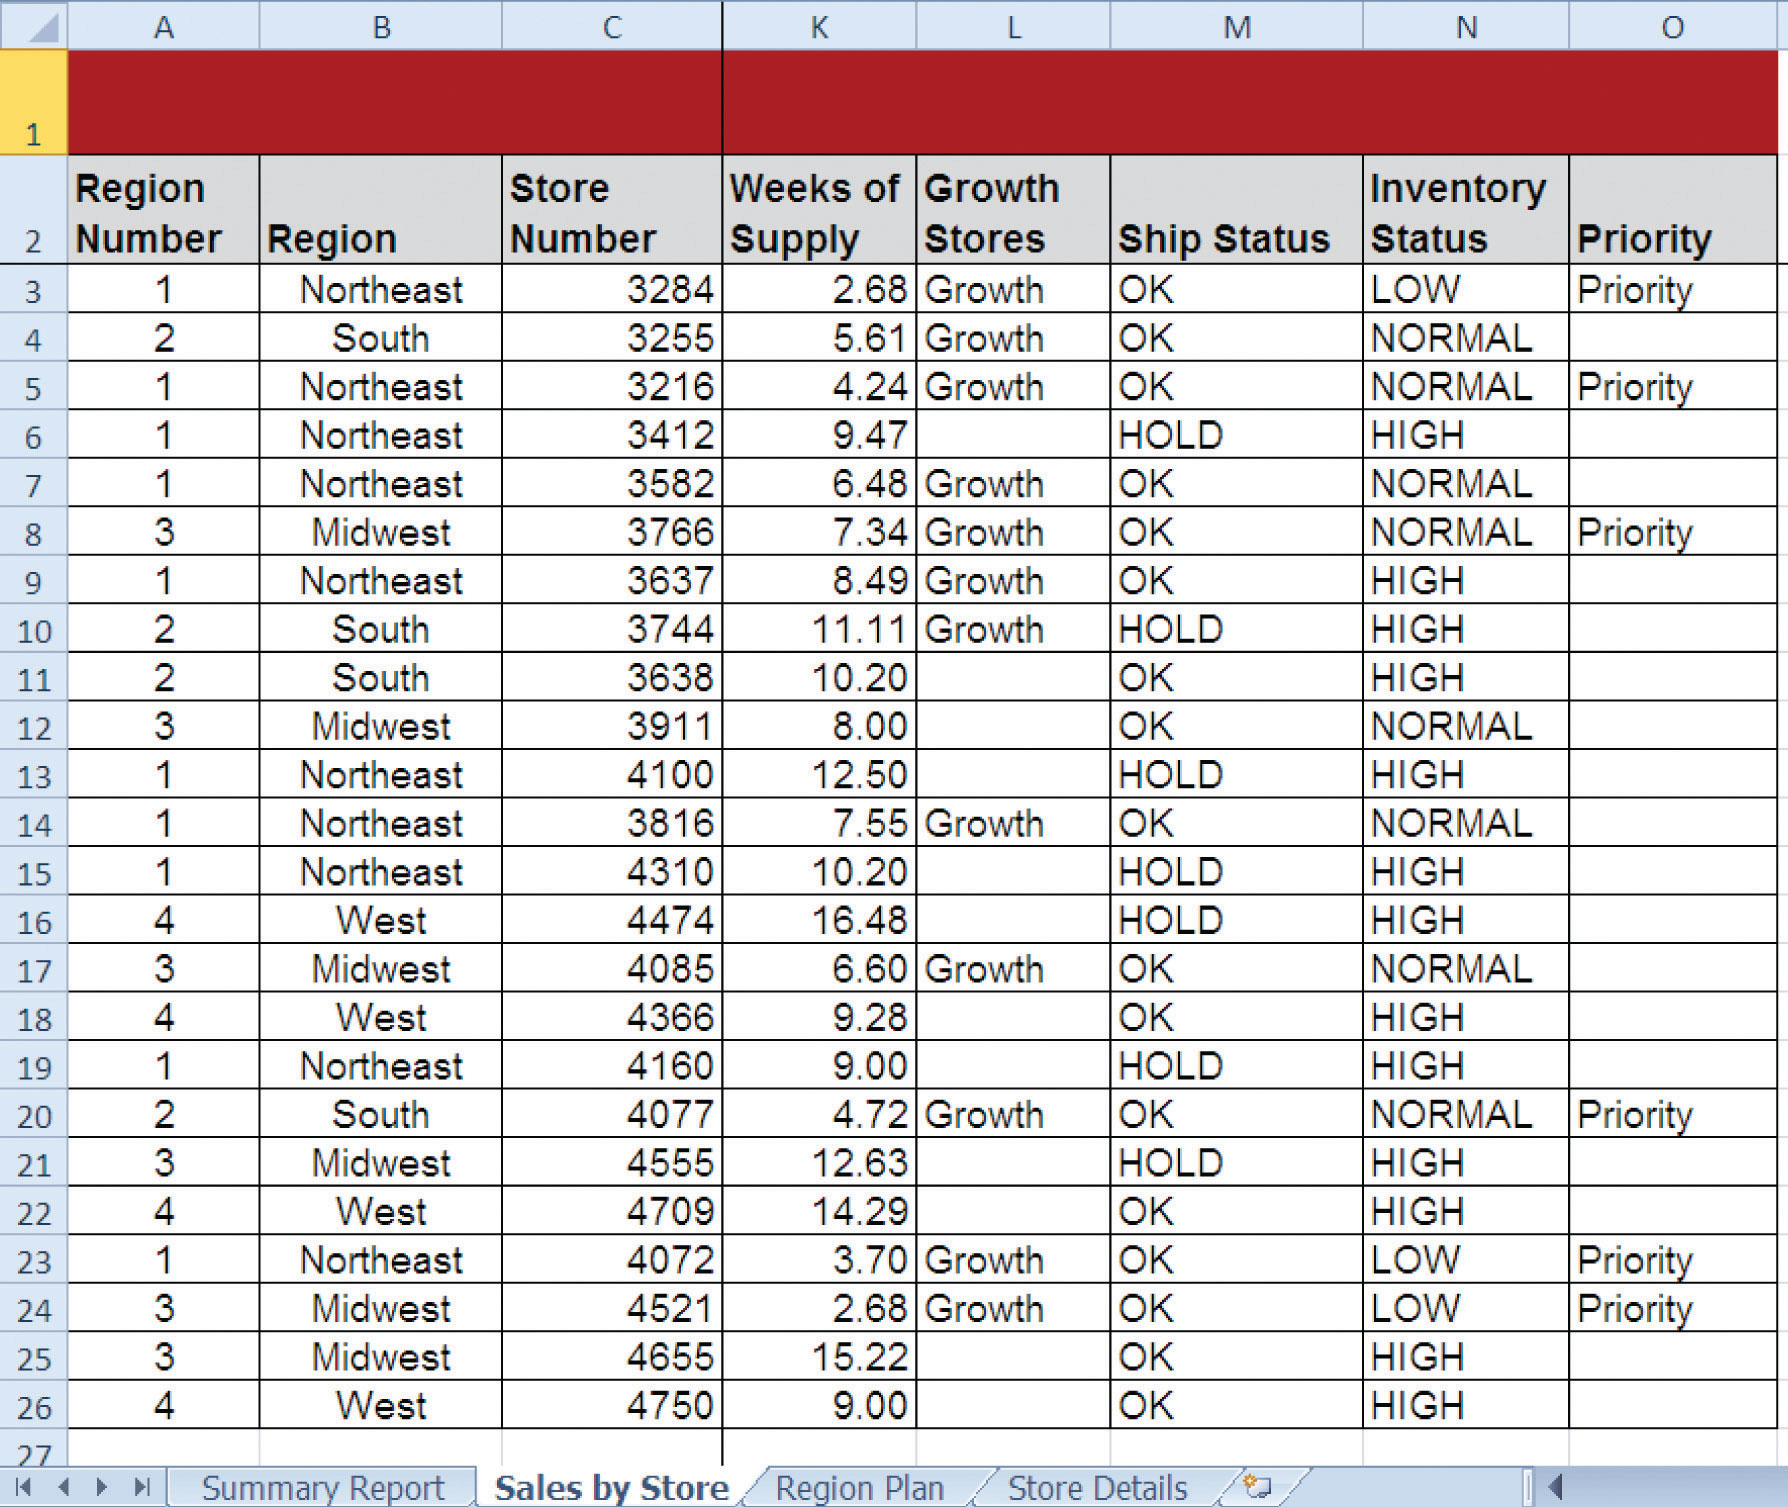 A B C K L M N O
1
2 Region Number Region Store Number Weeks of Supply Growth Stores Ship Status Inventory Status Priority
3 1 Northeast 3284 2.68 Growth OK LOW Priority
4 2 South 3255 5.61 Growth OK NORMAL
5 1 Northeast 3216 4.24 Growth OK NORMAL Priority
6 1 Northeast 3412 9.47 HOLD HIGH
7 1 Northeast 3582 6.48 Growth OK NORMAL
8 3 Midwest 3766 7.34 Growth OK NORMAL Priority
9 1 Northeast 3637 8.49 Growth OK HIGH
10 2 South 3744 11.11 Growth HOLD HIGH
11 2 South 3638 10.20 OK HIGH
12 3 Midwest 3911 8.00 OK NORMAL
13 1 Northeast 4100 12.50 HOLD HIGH
14 1 Northeast 3816 7.55 Growth OK NORMAL
15 1 Northeast 4310 10.20 HOLD HIGH
16 4 West 4474 16.48 HOLD HIGH
17 3 Midwest 4085 6.60 Growth OK NORMAL
18 4 West 4366 9.28 OK HIGH
19 1 Northeast 4160 9.00 HOLD HIGH
20 2 South 4077 4.72 Growth OK NORMAL Priority
21 3 Midwest 4555 12.63 HOLD HIGH
22 4 West 4709 14.29 OK HIGH
23 1 Northeast 4072 3.70 Growth OK LOW Priority
24 3 Midwest 4521 2.68 Growth OK LOW Priority
25 3 Midwest 4655 15.22 OK HIGH
26 4 West 4750 9.00 OK HIGH
27
Summary Report Sales by Store Region Plan Store Details